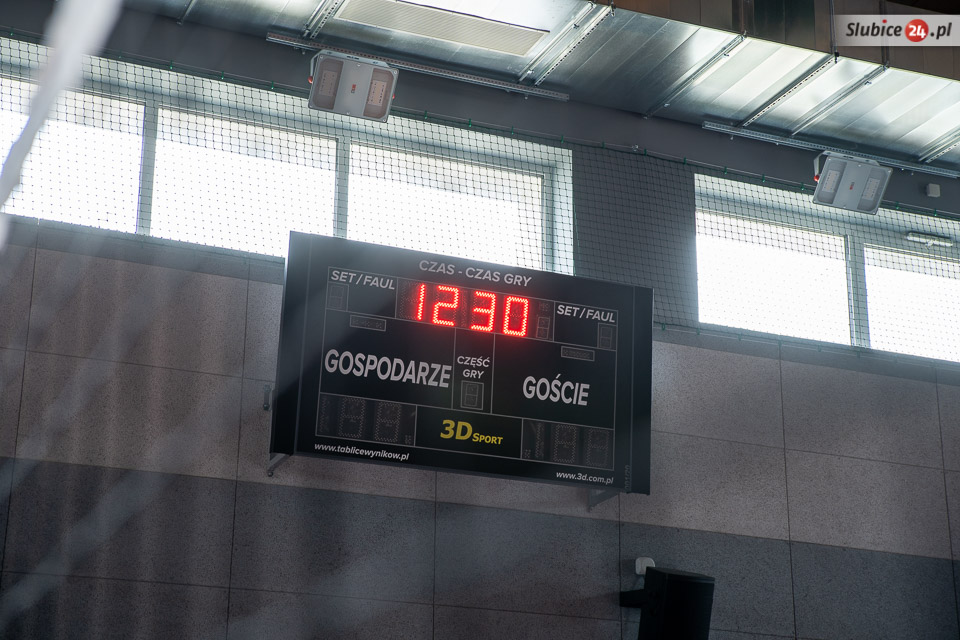 Slubice24.pl
CZAS - CZAS GRY
SET/FAUL
1230
SET/FAUL
GOSPODARZE
CZĘŚĆ
GRY
GOŚCIE
3D SPORT
www.tablicewynikow.pl
www.3d.com.pl